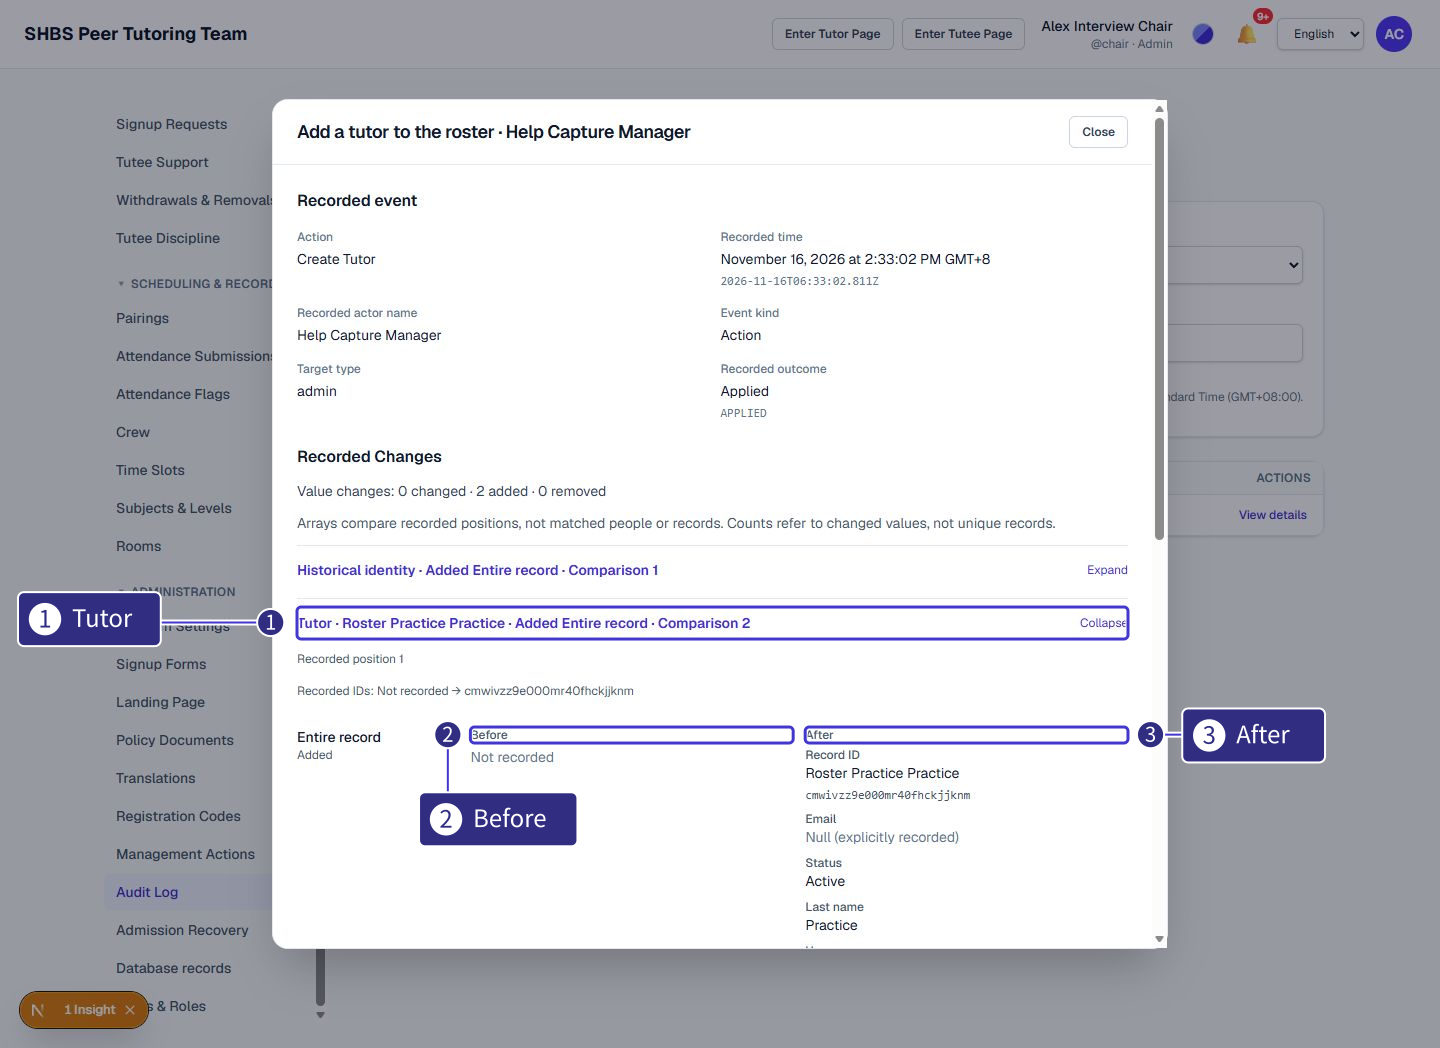 SHBS Peer Tutoring Team
Enter Tutor Page
Enter Tutee Page
Alex Interview Chair
@chair · Admin
9+
English
AC
Signup Requests
Tutee Support
Withdrawals & Removals
Tutee Discipline
SCHEDULING & RECORD
Pairings
Attendance Submissions
Attendance Flags
Crew
Time Slots
Subjects & Levels
Rooms
ADMINISTRATION
Settings
Signup Forms
Landing Page
Policy Documents
Translations
Registration Codes
Management Actions
Audit Log
Admission Recovery
Database records
s & Roles
1 Insight
Add a tutor to the roster · Help Capture Manager
Close
Recorded event
Action
Create Tutor
Recorded time
November 16, 2026 at 2:33:02 PM GMT+8
2026-11-16T06:33:02.811Z
Recorded actor name
Help Capture Manager
Event kind
Action
Target type
admin
Recorded outcome
Applied
APPLIED
Recorded Changes
Value changes: 0 changed · 2 added · 0 removed
Arrays compare recorded positions, not matched people or records. Counts refer to changed values, not unique records.
Historical identity · Added Entire record · Comparison 1
Expand
1 Tutor
1
Tutor · Roster Practice Practice · Added Entire record · Comparison 2
Collapse
Recorded position 1
Recorded IDs: Not recorded → cmwivzz9e000mr40fhckjjknm
Entire record
Added
2
Before
Not recorded
2 Before
After
3
3 After
Record ID
Roster Practice Practice
cmwivzz9e000mr40fhckjjknm
Email
Null (explicitly recorded)
Status
Active
Last name
Practice
ndard Time (GMT+08:00).
ACTIONS
View details